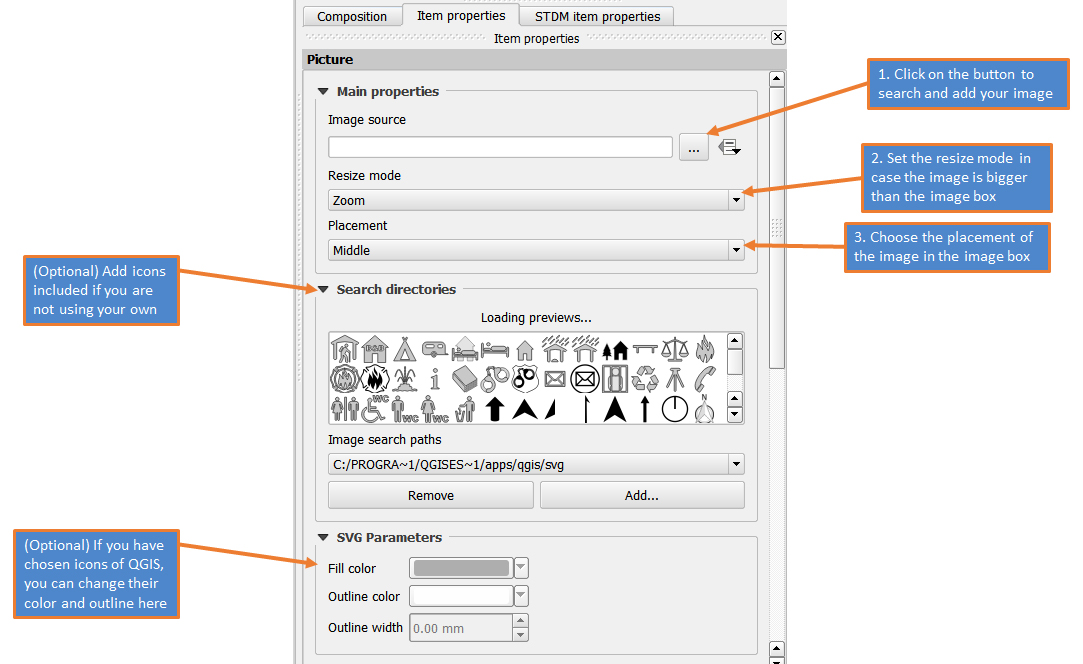 Composition
Item properties
STDM item properties
Item properties
Picture
Main properties
Image source
...
Resize mode
Zoom
Placement
Middle
1. Click on the button to
search and add your image
2. Set the resize mode in
case the image is bigger
than the image box
3. Choose the placement of
the image in the image box
(Optional) Add icons
included if you are
not using your own
Search directories
Loading previews...
B&B
i
WC
WC
WC
N
Image search paths
C:/PROGRA~1/QGISES~1/apps/qgis/svg
Remove
Add...
(Optional) If you have
chosen icons of QGIS,
you can change their
color and outline here
SVG Parameters
Fill color
Outline color
Outline width
0.00 mm